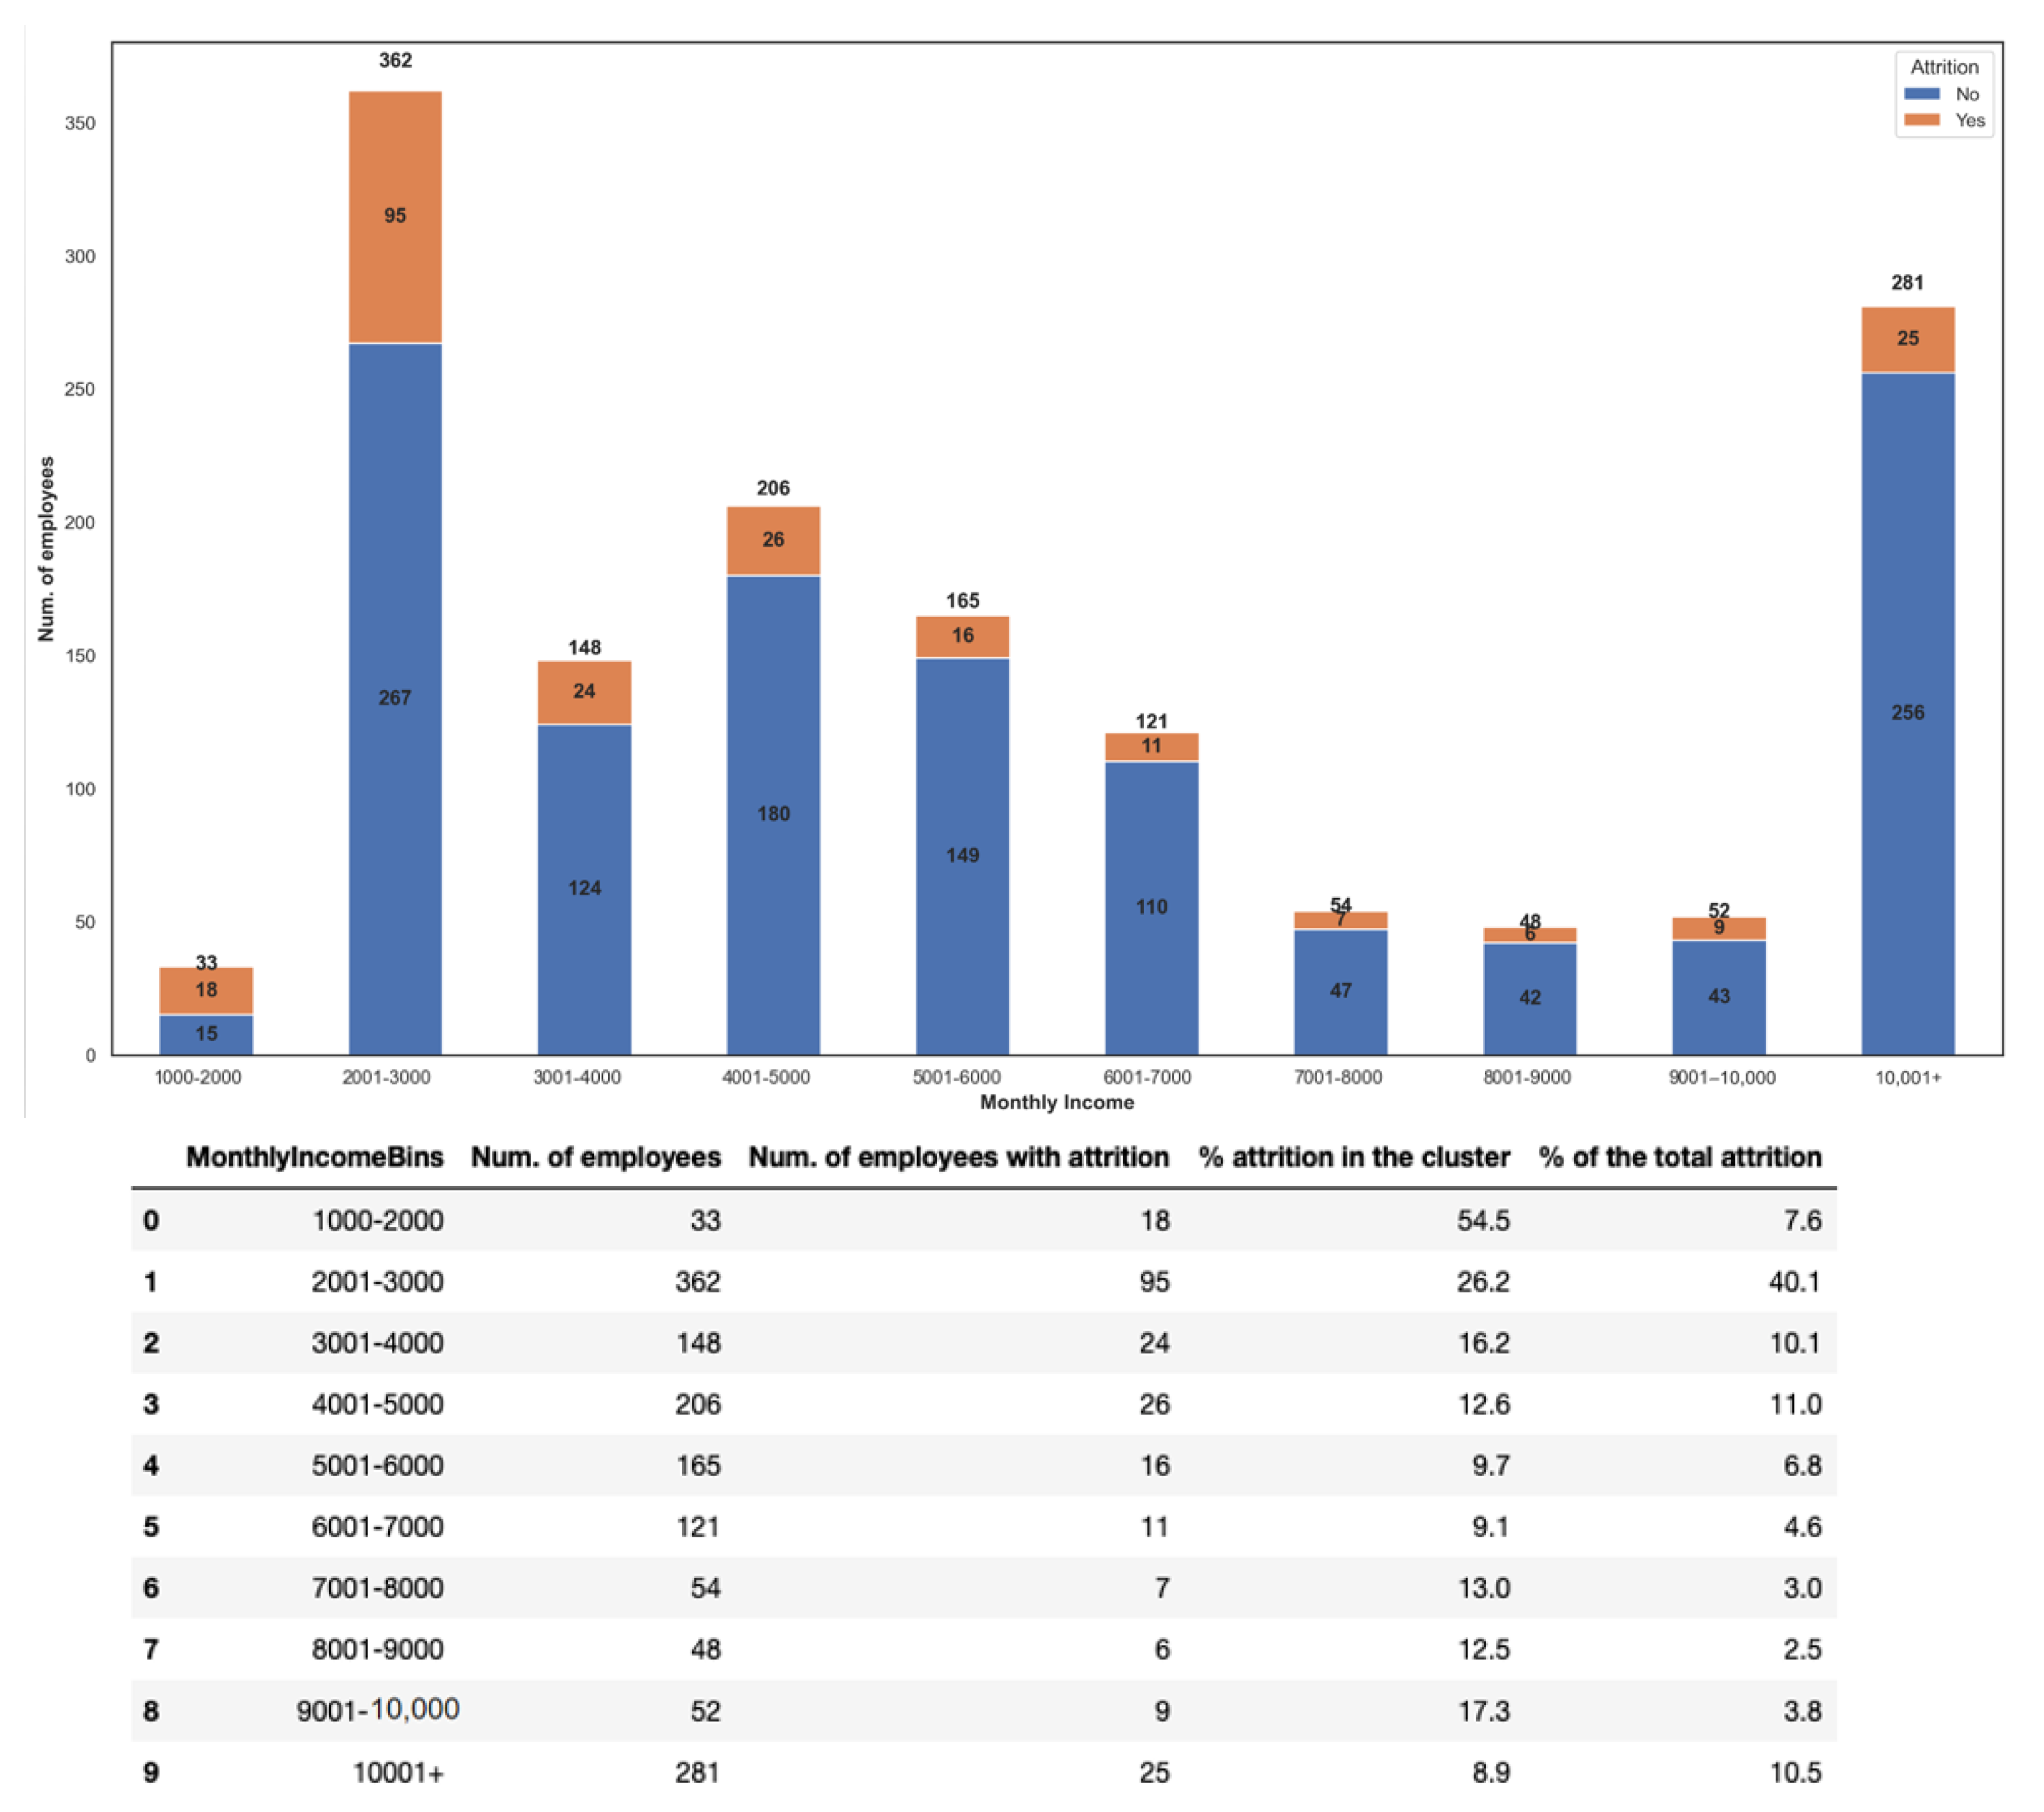 362
Attrition
No
Yes
350
95
300
281
25
250
206
200
26
Num. of employees
165
16
150
148
24
267
121
11
256
100
180
149
124
110
50
54
7
48
6
52
9
33
18
47
42
43
15
0
1000-2000 2001-3000 3001-4000 4001-5000 5001-6000 6001-7000 7001-8000 8001-9000 9001–10,000 10,001+
Monthly Income
MonthlyIncomeBins Num. of employees Num. of employees with attrition % attrition in the cluster % of the total attrition
0 1000-2000 33 18 54.5 7.6
1 2001-3000 362 95 26.2 40.1
2 3001-4000 148 24 16.2 10.1
3 4001-5000 206 26 12.6 11.0
4 5001-6000 165 16 9.7 6.8
5 6001-7000 121 11 9.1 4.6
6 7001-8000 54 7 13.0 3.0
7 8001-9000 48 6 12.5 2.5
8 9001-10,000 52 9 17.3 3.8
9 10001+ 281 25 8.9 10.5